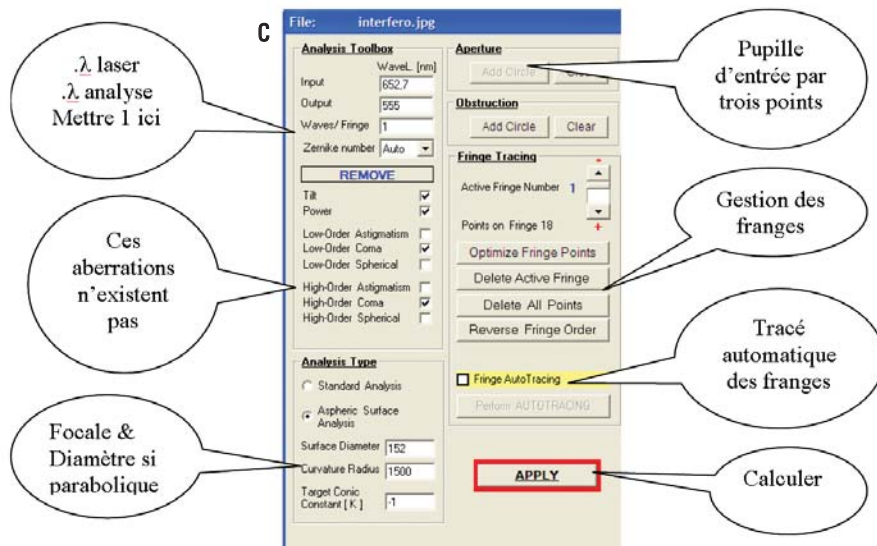 C
File: interfero.jpg
.λ laser
.λ analyse
Mettre 1 ici
Ces
aberrations
n'existent
pas
Focale &
Diamètre si
parabolique
Analysis Toolbox
WaveL. [nm]
Input 652,7
Output 555
Waves/ Fringe 1
Zernike number Auto
REMOVE
Tilt
Power
Low-Order Astigmatism
Low-Order Coma
Low-Order Spherical
High-Order Astigmatism
High-Order Coma
High-Order Spherical
Analysis Type
Standard Analysis
Aspheric Surface
Analysis
Surface Diameter 152
Curvature Radius 1500
Target Conic
Constant [ K ] -1
Aperture
Add Circle Clear
Obstruction
Add Circle Clear
Fringe Tracing
-
Active Fringe Number 1
Points on Fringe 18 +
Optimize Fringe Points
Delete Active Fringe
Delete All Points
Reverse Fringe Order
Fringe AutoTracing
Perform AUTOTRACING
APPLY
Pupille
d'entrée par
trois points
Gestion des
franges
Tracé
automatique
des franges
Calculer